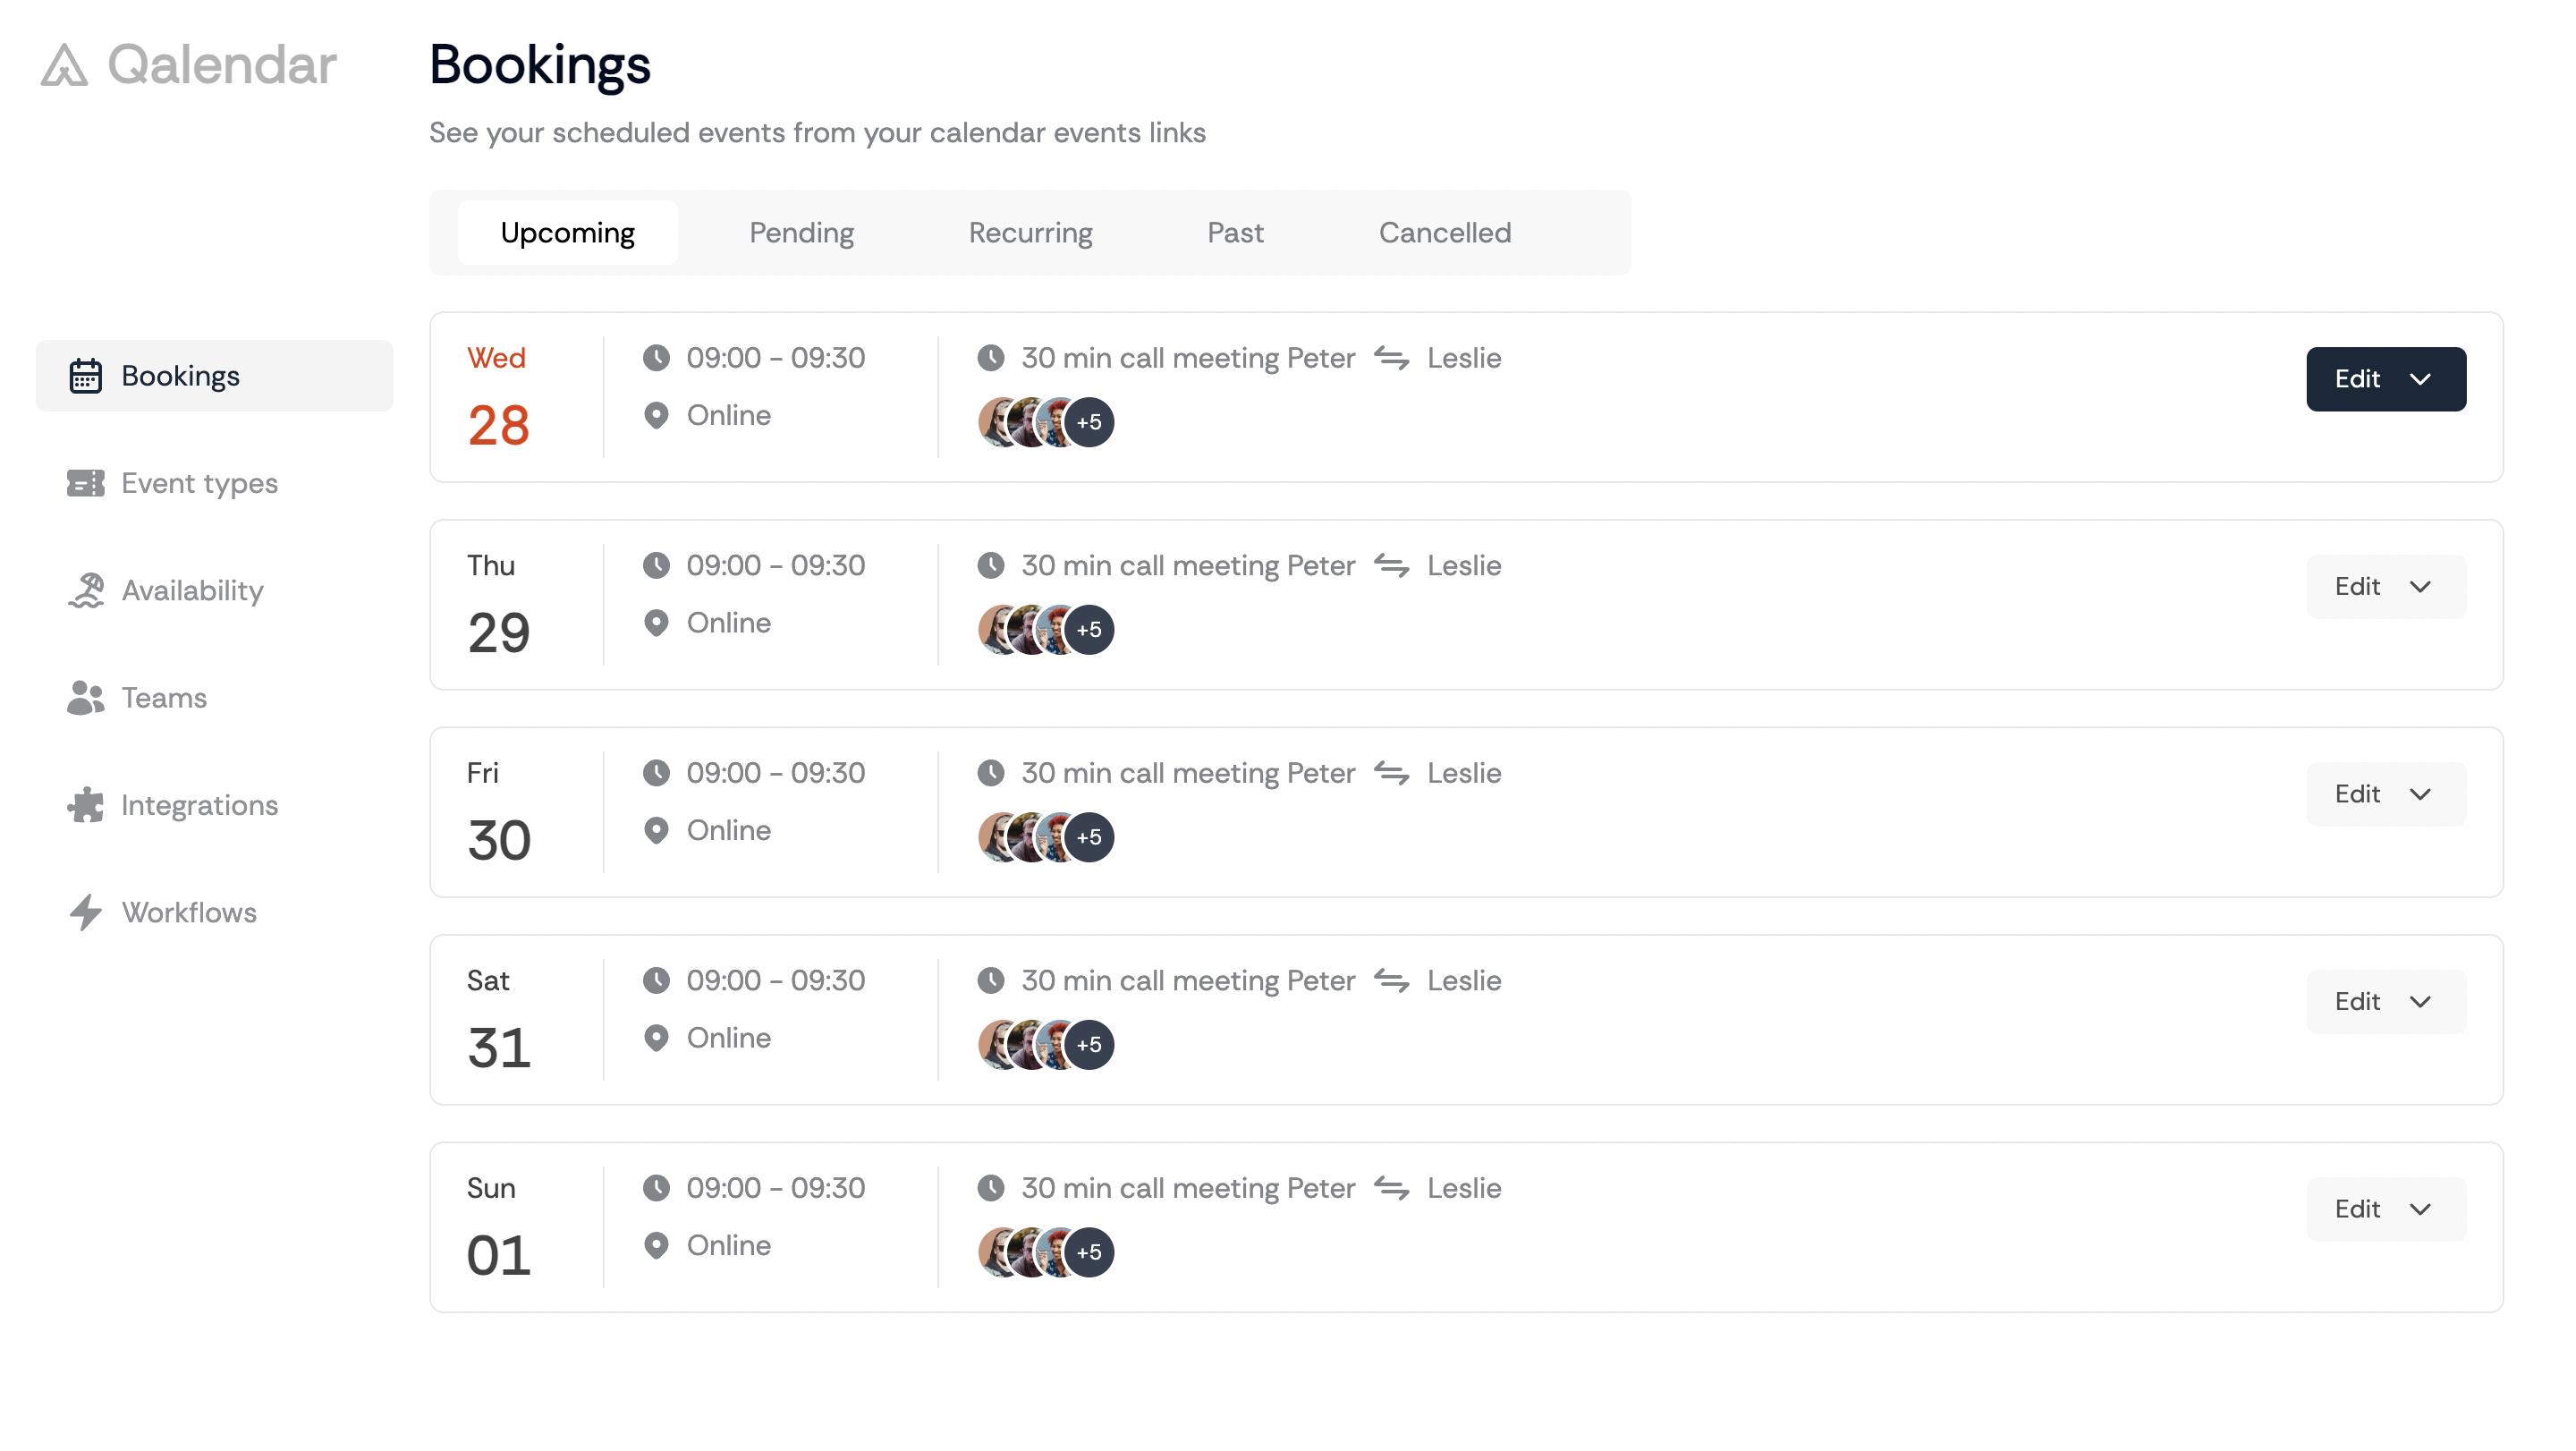 Qalendar
Bookings
See your scheduled events from your calendar events links
Upcoming
Pending
Recurring
Past
Cancelled
Bookings
Event types
Availability
Teams
Integrations
Workflows
Wed
28
09:00 - 09:30
Online
30 min call meeting Peter
Leslie
+5
Edit
Thu
29
09:00 - 09:30
Online
30 min call meeting Peter
Leslie
+5
Edit
Fri
30
09:00 - 09:30
Online
30 min call meeting Peter
Leslie
+5
Edit
Sat
31
09:00 - 09:30
Online
30 min call meeting Peter
Leslie
+5
Edit
Sun
01
09:00 - 09:30
Online
30 min call meeting Peter
Leslie
+5
Edit